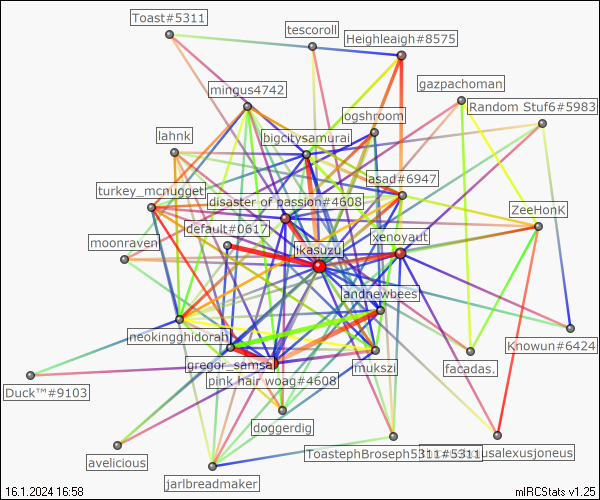 Toast#5311
tescoroll
Heighleigh#8575
gazpachoman
mingus4742
Random Stuf6#5983
ogshroom
lahnk
bigcitysamurai
asad#6947
turkey_mcnugget
disaster of passion#4608
ZeeHonK
default#0617
xenoyaut
moonraven
ikasuzu
andnewbees
neokingghidorah
Knowun#6424
gregor_samsa
mukszi
facadas.
pink hair woag#4608
Duck™#9103
doggerdig
ToastephBroseph5311#5311
usalexusjoneus
avelicious
jarlbreadmaker
16.1.2024 16:58
mIRCStats v1.25